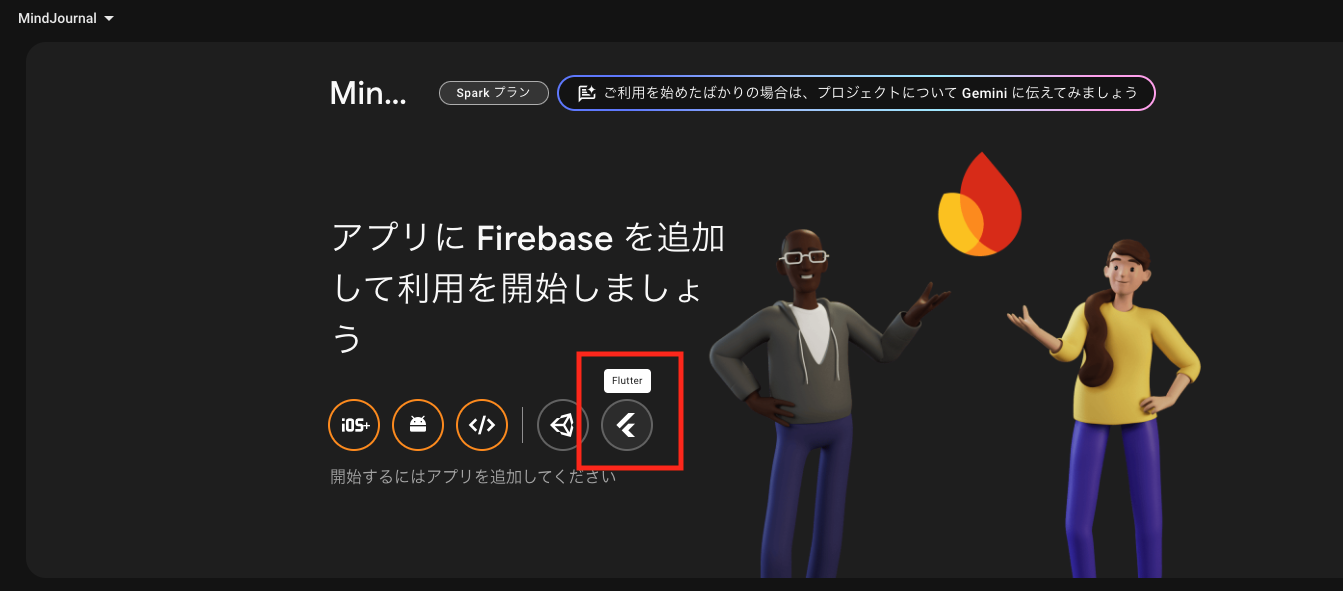 MindJournal
Min...
Spark プラン
ご利用を始めたばかりの場合は、プロジェクトについて Gemini に伝えてみましょう
アプリに Firebase を追加
して利用を開始しましょ
う
Flutter
iOS+
開始するにはアプリを追加してください